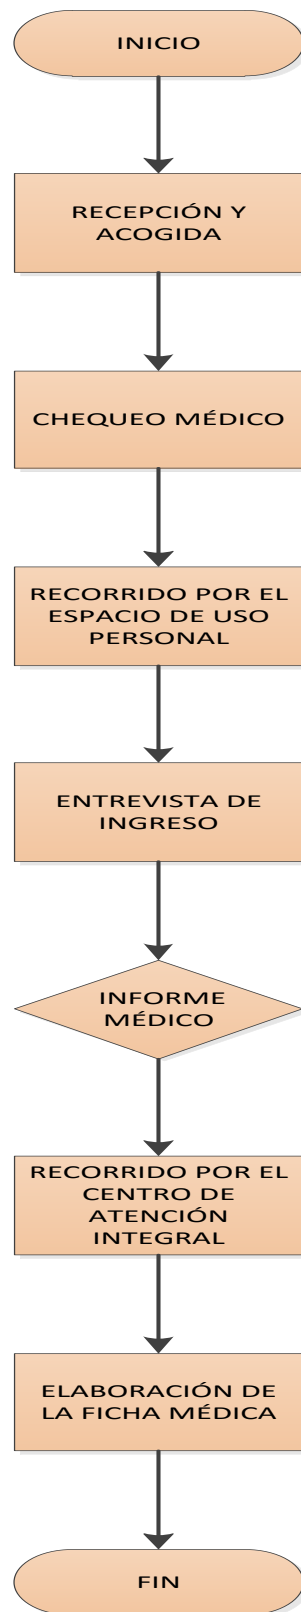 INICIO
RECEPCIÓN Y
ACOGIDA
CHEQUEO MÉDICO
RECORRIDO POR EL
ESPACIO DE USO
PERSONAL
ENTREVISTA DE
INGRESO
INFORME
MÉDICO
RECORRIDO POR EL
CENTRO DE
ATENCIÓN
INTEGRAL
ELABORACIÓN DE
LA FICHA MÉDICA
FIN